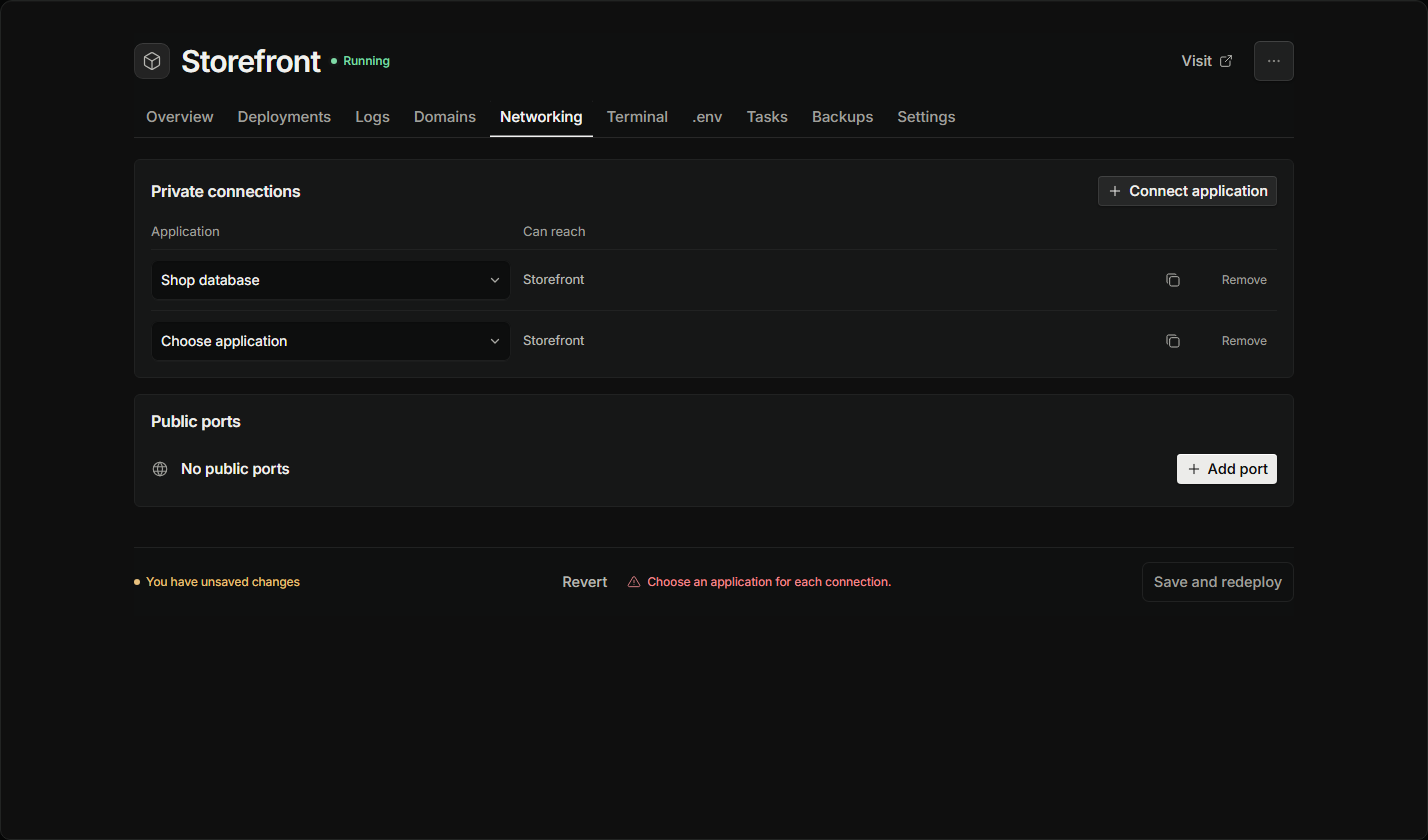 Storefront
Running
Visit
Overview Deployments Logs Domains Networking Terminal .env Tasks Backups Settings
Private connections
Connect application
Application Can reach
Shop database Storefront Remove
Choose application Storefront Remove
Public ports
No public ports
Add port
You have unsaved changes
Revert
Choose an application for each connection.
Save and redeploy